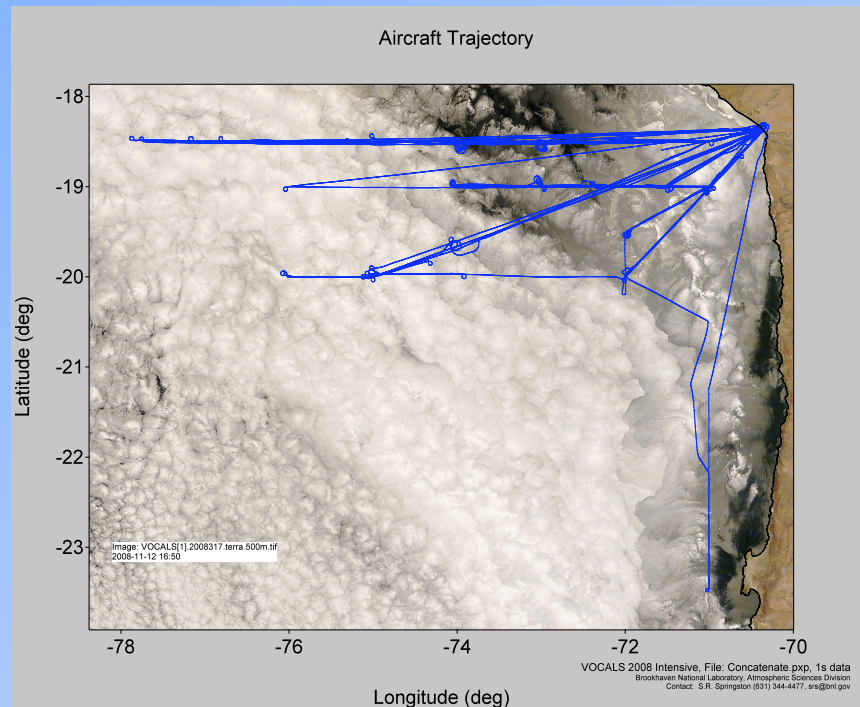 Aircraft Trajectory
-18
-19
-20
-21
-22
-23
Latitude (deg)
Image: VOCALS[1].2008317.terra.500m.tif
2008-11-12 16:50
-78 -76 -74 -72 -70
Longitude (deg)
VOCALS 2008 Intensive, File: Concatenate.pxp, 1s data
Brookhaven National Laboratory, Atmospheric Sciences Division
Contact: S.R. Springston (631) 344-4477, srs@bnl.gov